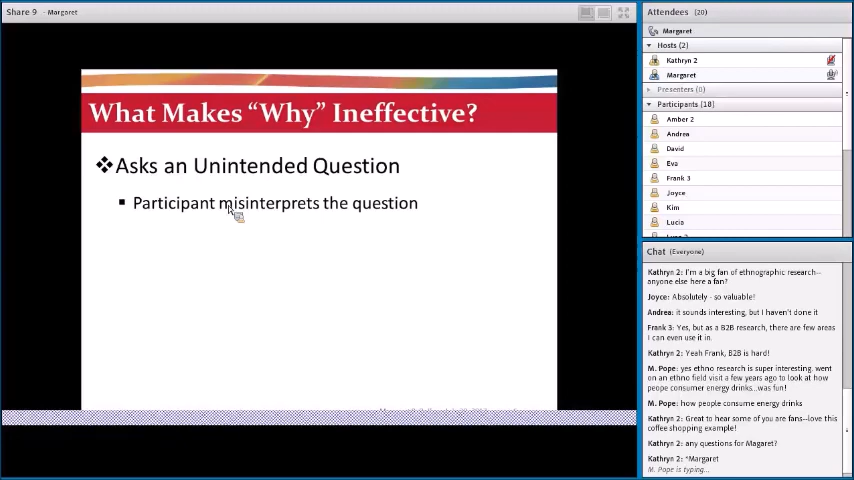 Share 9 - Margaret
What Makes “Why” Ineffective?
❖Asks an Unintended Question
▪ Participant misinterprets the question
Attendees (20)
Margaret
Hosts (2)
Kathryn 2
Margaret
Presenters (0)
Participants [18]
Amber 2
Andrea
David
Eva
Frank 3
Joyce
Kim
Lucia
Chat (Everyone)
Kathryn 2: I'm a big fan of ethnographic research--
anyone else here a fan?
Joyce: Absolutely - so valuable!
Andrea: it sounds interesting, but I haven't done it
Frank 3: Yes, but as a B2B research, there are few areas
I can even use it in.
Kathryn 2: Yeah Frank, B2B is hard!
M. Pope: yes ethno research is super interesting, went
on an ethno field visit a few years ago to look at how
peope consumer energy drinks...was fun!
M. Pope: how people consume energy drinks
Kathryn 2: Great to hear some of you are fans--love this
coffee shopping example!
Kathryn 2: any questions for Magaret?
Kathryn 2: *Margaret
M. Pope is typing...